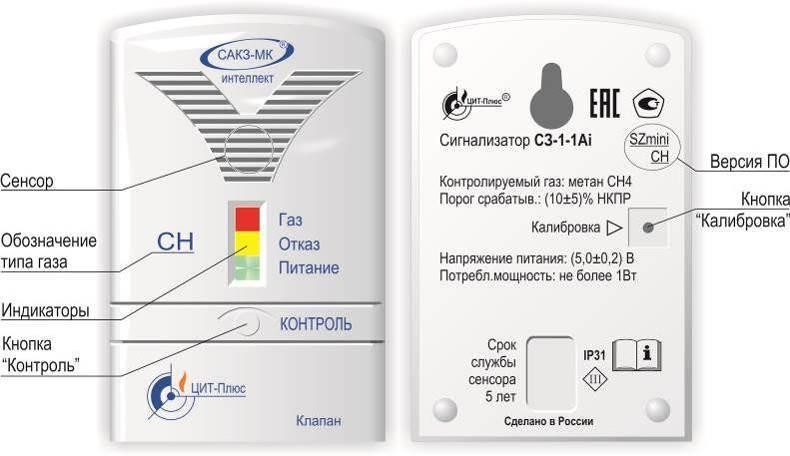 САКЗ-МК®
интеллект
Сенсор
Обозначение
типа газа
CH
Газ
Отказ
Питание
Индикаторы
Кнопка
“Контроль”
КОНТРОЛЬ
ЦИТ-Плюс
Клапан
ЦИТ-Плюс®
ЕАС
Сигнализатор СЗ-1-1Аi
SZmini
CH
Версия ПО
Контролируемый газ: метан CH4
Порог срабатыв.: (10±5)% НКПР
Кнопка
“Калибровка”
Калибровка
Напряжение питания: (5,0±0,2) В
Потребл.мощность: не более 1Вт
Срок
службы
сенсора
5 лет
IP31
i
III
Сделано в России